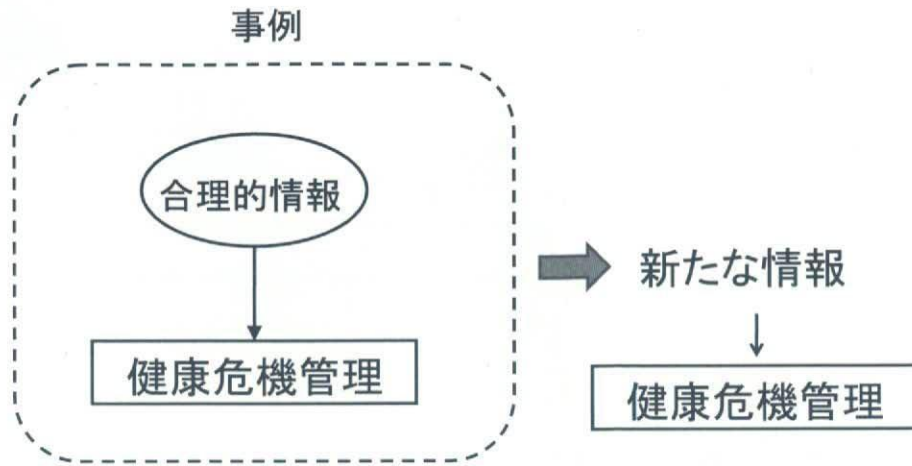 事例
合理的情報
新たな情報
健康危機管理
健康危機管理